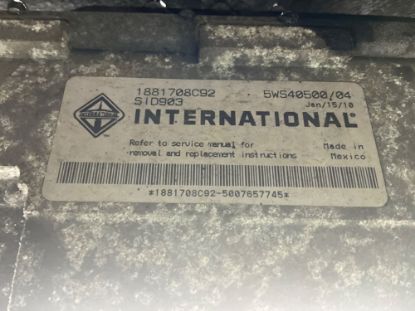 1881708C92 5WS40500/04
SID903 Jan/15/10
INTERNATIONAL
Refer to service manual for Made in
removal and replacement instructions Mexico
*1881708C92-5007657745*